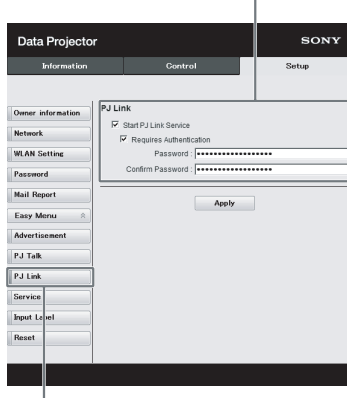 Data Projector
SONY
Information
Control
Setup
Owner information
Network
WLAN Setting
Password
Mail Report
Easy Menu
Advertisement
PJ Talk
PJ Link
Service
Input Label
Reset
PJ Link
Start PJ Link Service
Requires Authentication
Password : ••••••••••••••••••
Confirm Password : ••••••••••••••••••
Apply